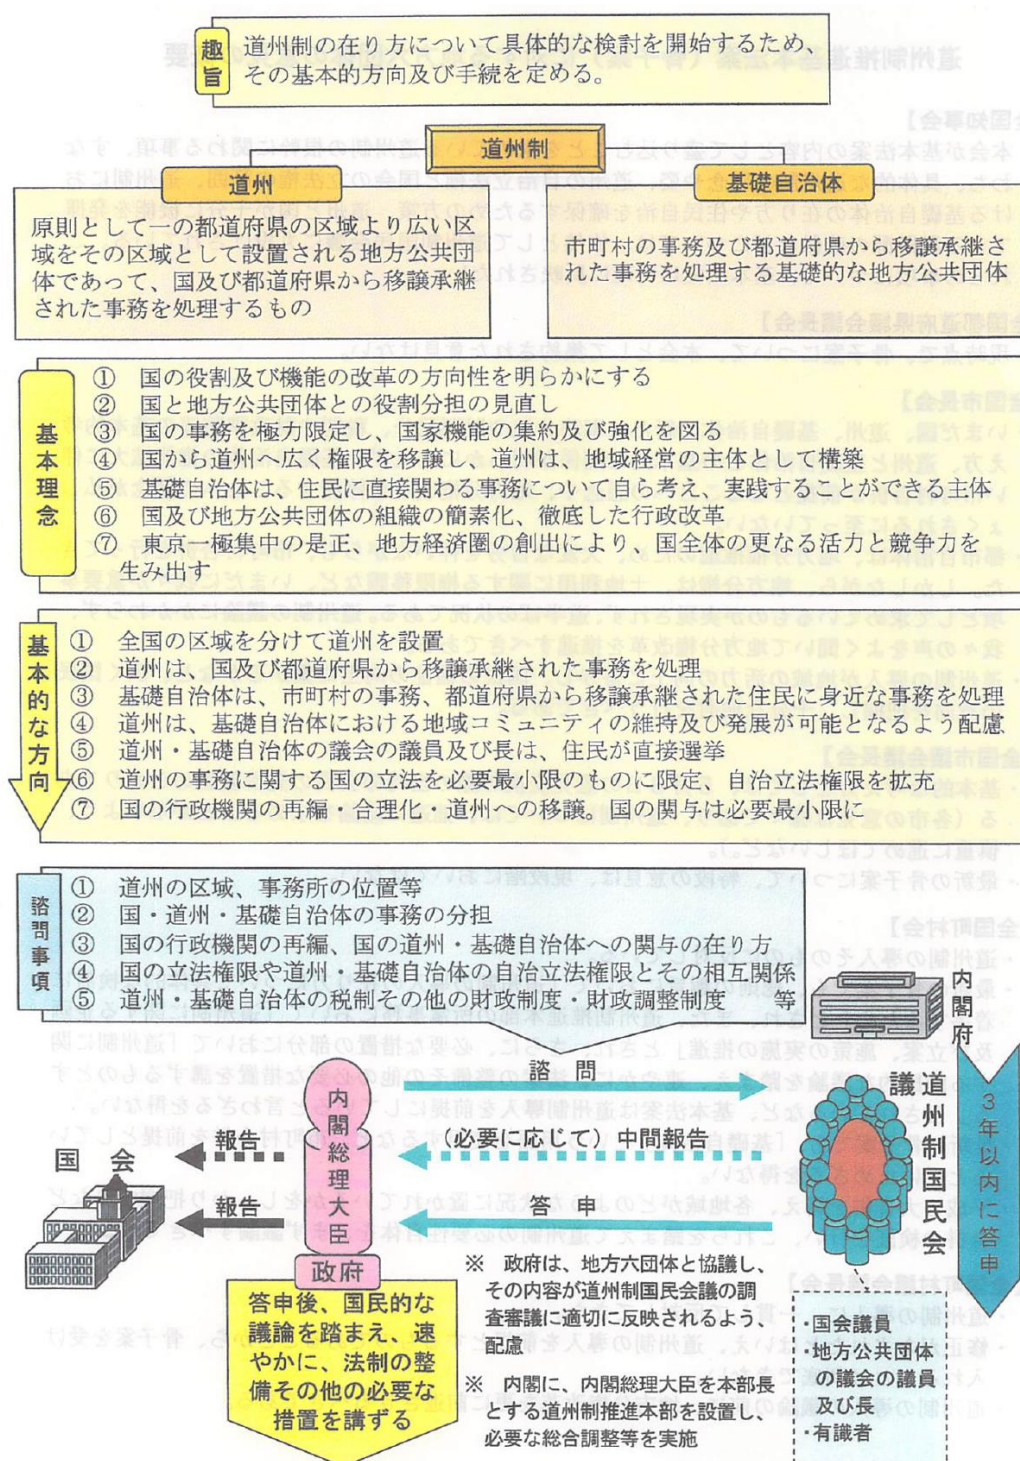 趣旨
道州制の在り方について具体的な検討を開始するため、
その基本的方向及び手続を定める。
道州制
道州
原則として一の都道府県の区域より広い区
域をその区域として設置される地方公共団
体であって、国及び都道府県から移譲承継
された事務を処理するもの
基礎自治体
市町村の事務及び都道府県から移譲承継さ
れた事務を処理する基礎的な地方公共団体
基本理念
① 国の役割及び機能の改革の方向性を明らかにする
② 国と地方公共団体との役割分担の見直し
③ 国の事務を極力限定し、国家機能の集約及び強化を図る
④ 国から道州へ広く権限を移譲し、道州は、地域経営の主体として構築
⑤ 基礎自治体は、住民に直接関わる事務について自ら考え、実践することができる主体
⑥ 国及び地方公共団体の組織の簡素化、徹底した行政改革
⑦ 東京一極集中の是正、地方経済圏の創出により、国全体の更なる活力と競争力を
生み出す
基本的な方向
① 全国の区域を分けて道州を設置
② 道州は、国及び都道府県から移譲承継された事務を処理
③ 基礎自治体は、市町村の事務、都道府県から移譲承継された住民に身近な事務を処理
④ 道州は、基礎自治体における地域コミュニティの維持及び発展が可能となるよう配慮
⑤ 道州・基礎自治体の議会の議員及び長は、住民が直接選挙
⑥ 道州の事務に関する国の立法を必要最小限のものに限定、自治立法権限を拡充
⑦ 国の行政機関の再編・合理化・道州への移譲。国の関与は必要最小限に
諮問事項
① 道州の区域、事務所の位置等
② 国・道州・基礎自治体の事務の分担
③ 国の行政機関の再編、国の道州・基礎自治体への関与の在り方
④ 国の立法権限や道州・基礎自治体の自治立法権限とその相互関係
⑤ 道州・基礎自治体の税制その他の財政制度・財政調整制度 等
内閣府
道州制国民会議
3年以内に答申
諮問
(必要に応じて)中間報告
答申
内閣総理大臣
政府
報告
報告
国会
答申後、国民的な
議論を踏まえ、速
やかに、法制の整
備その他の必要な
措置を講ずる
※ 政府は、地方六団体と協議し、
その内容が道州制国民会議の調
査審議に適切に反映されるよう、
配慮
※ 内閣に、内閣総理大臣を本部長
とする道州制推進本部を設置し、
必要な総合調整等を実施
・国会議員
・地方公共団体
の議会の議員
及び長
・有識者